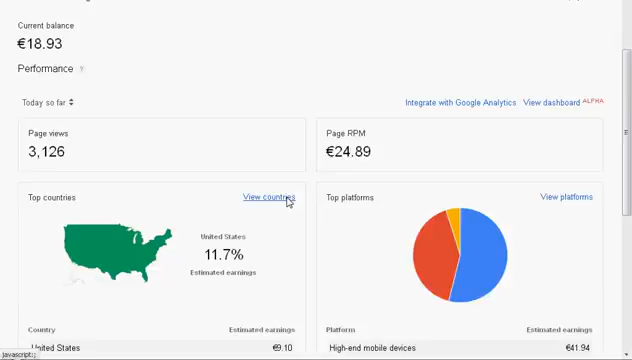 Current balance
€18.93
Performance ?
Today so far
Integrate with Google Analytics View dashboard ALPHA
Page views
3,126
Page RPM
€24.89
Top countries View countries
United States
11.7%
Estimated earnings
Top platforms View platforms
Country Estimated earnings
United States €9.10
Platform Estimated earnings
High-end mobile devices €41.94
javascript:;